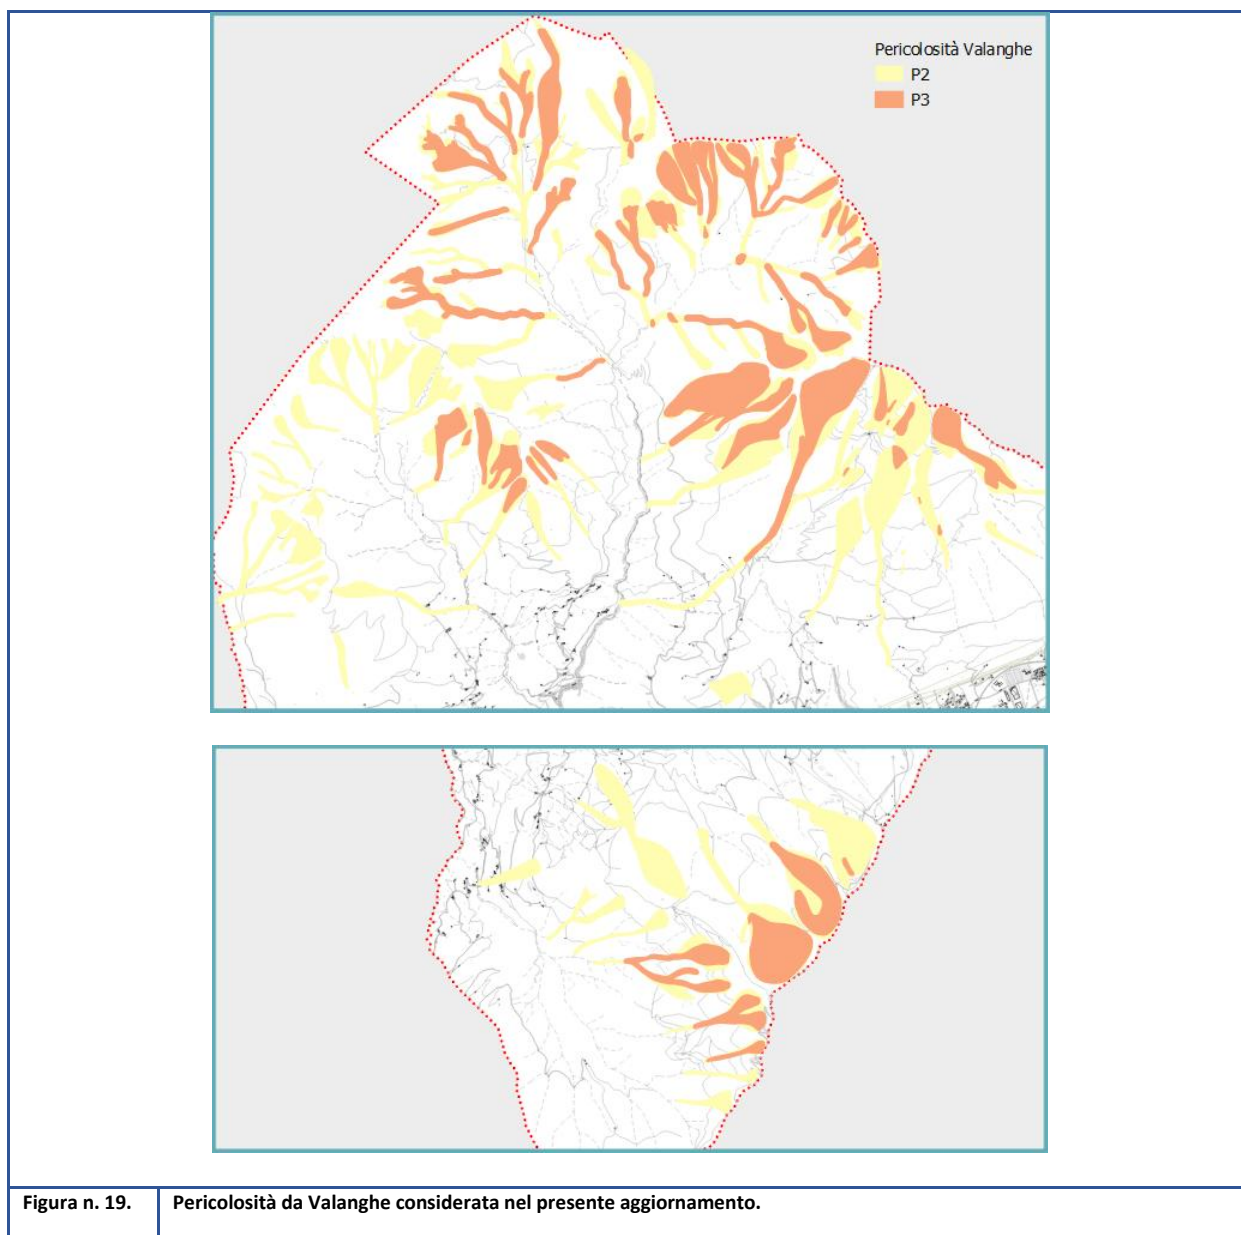 Pericolosità Valanghe
P2
P3
Figura n. 19. Pericolosità da Valanghe considerata nel presente aggiornamento.